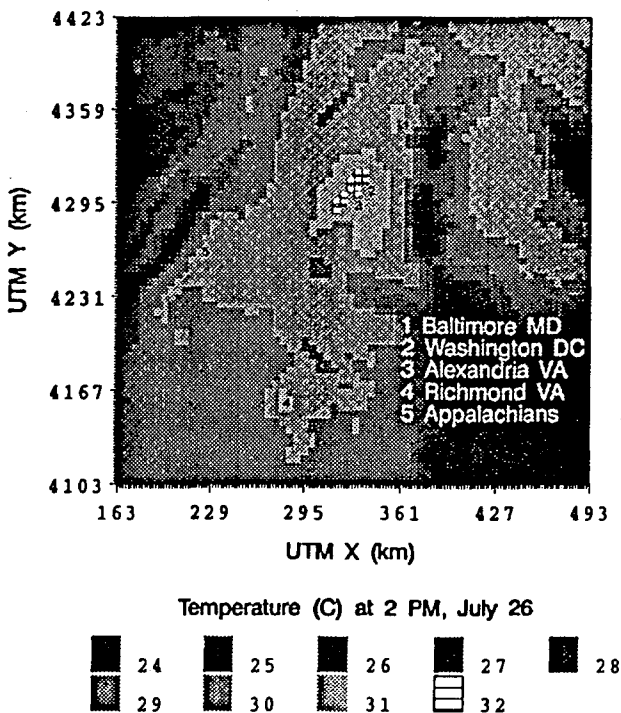 4423
4359
4295
4231
4167
4103
UTM Y (km)
1 Baltimore MD
2 Washington DC
3 Alexandria VA
4 Richmond VA
5 Appalachians
4
5
163 229 295 361 427 493
UTM X (km)
Temperature (C) at 2 PM, July 26
24 25 26 27 28
29 30 31 32